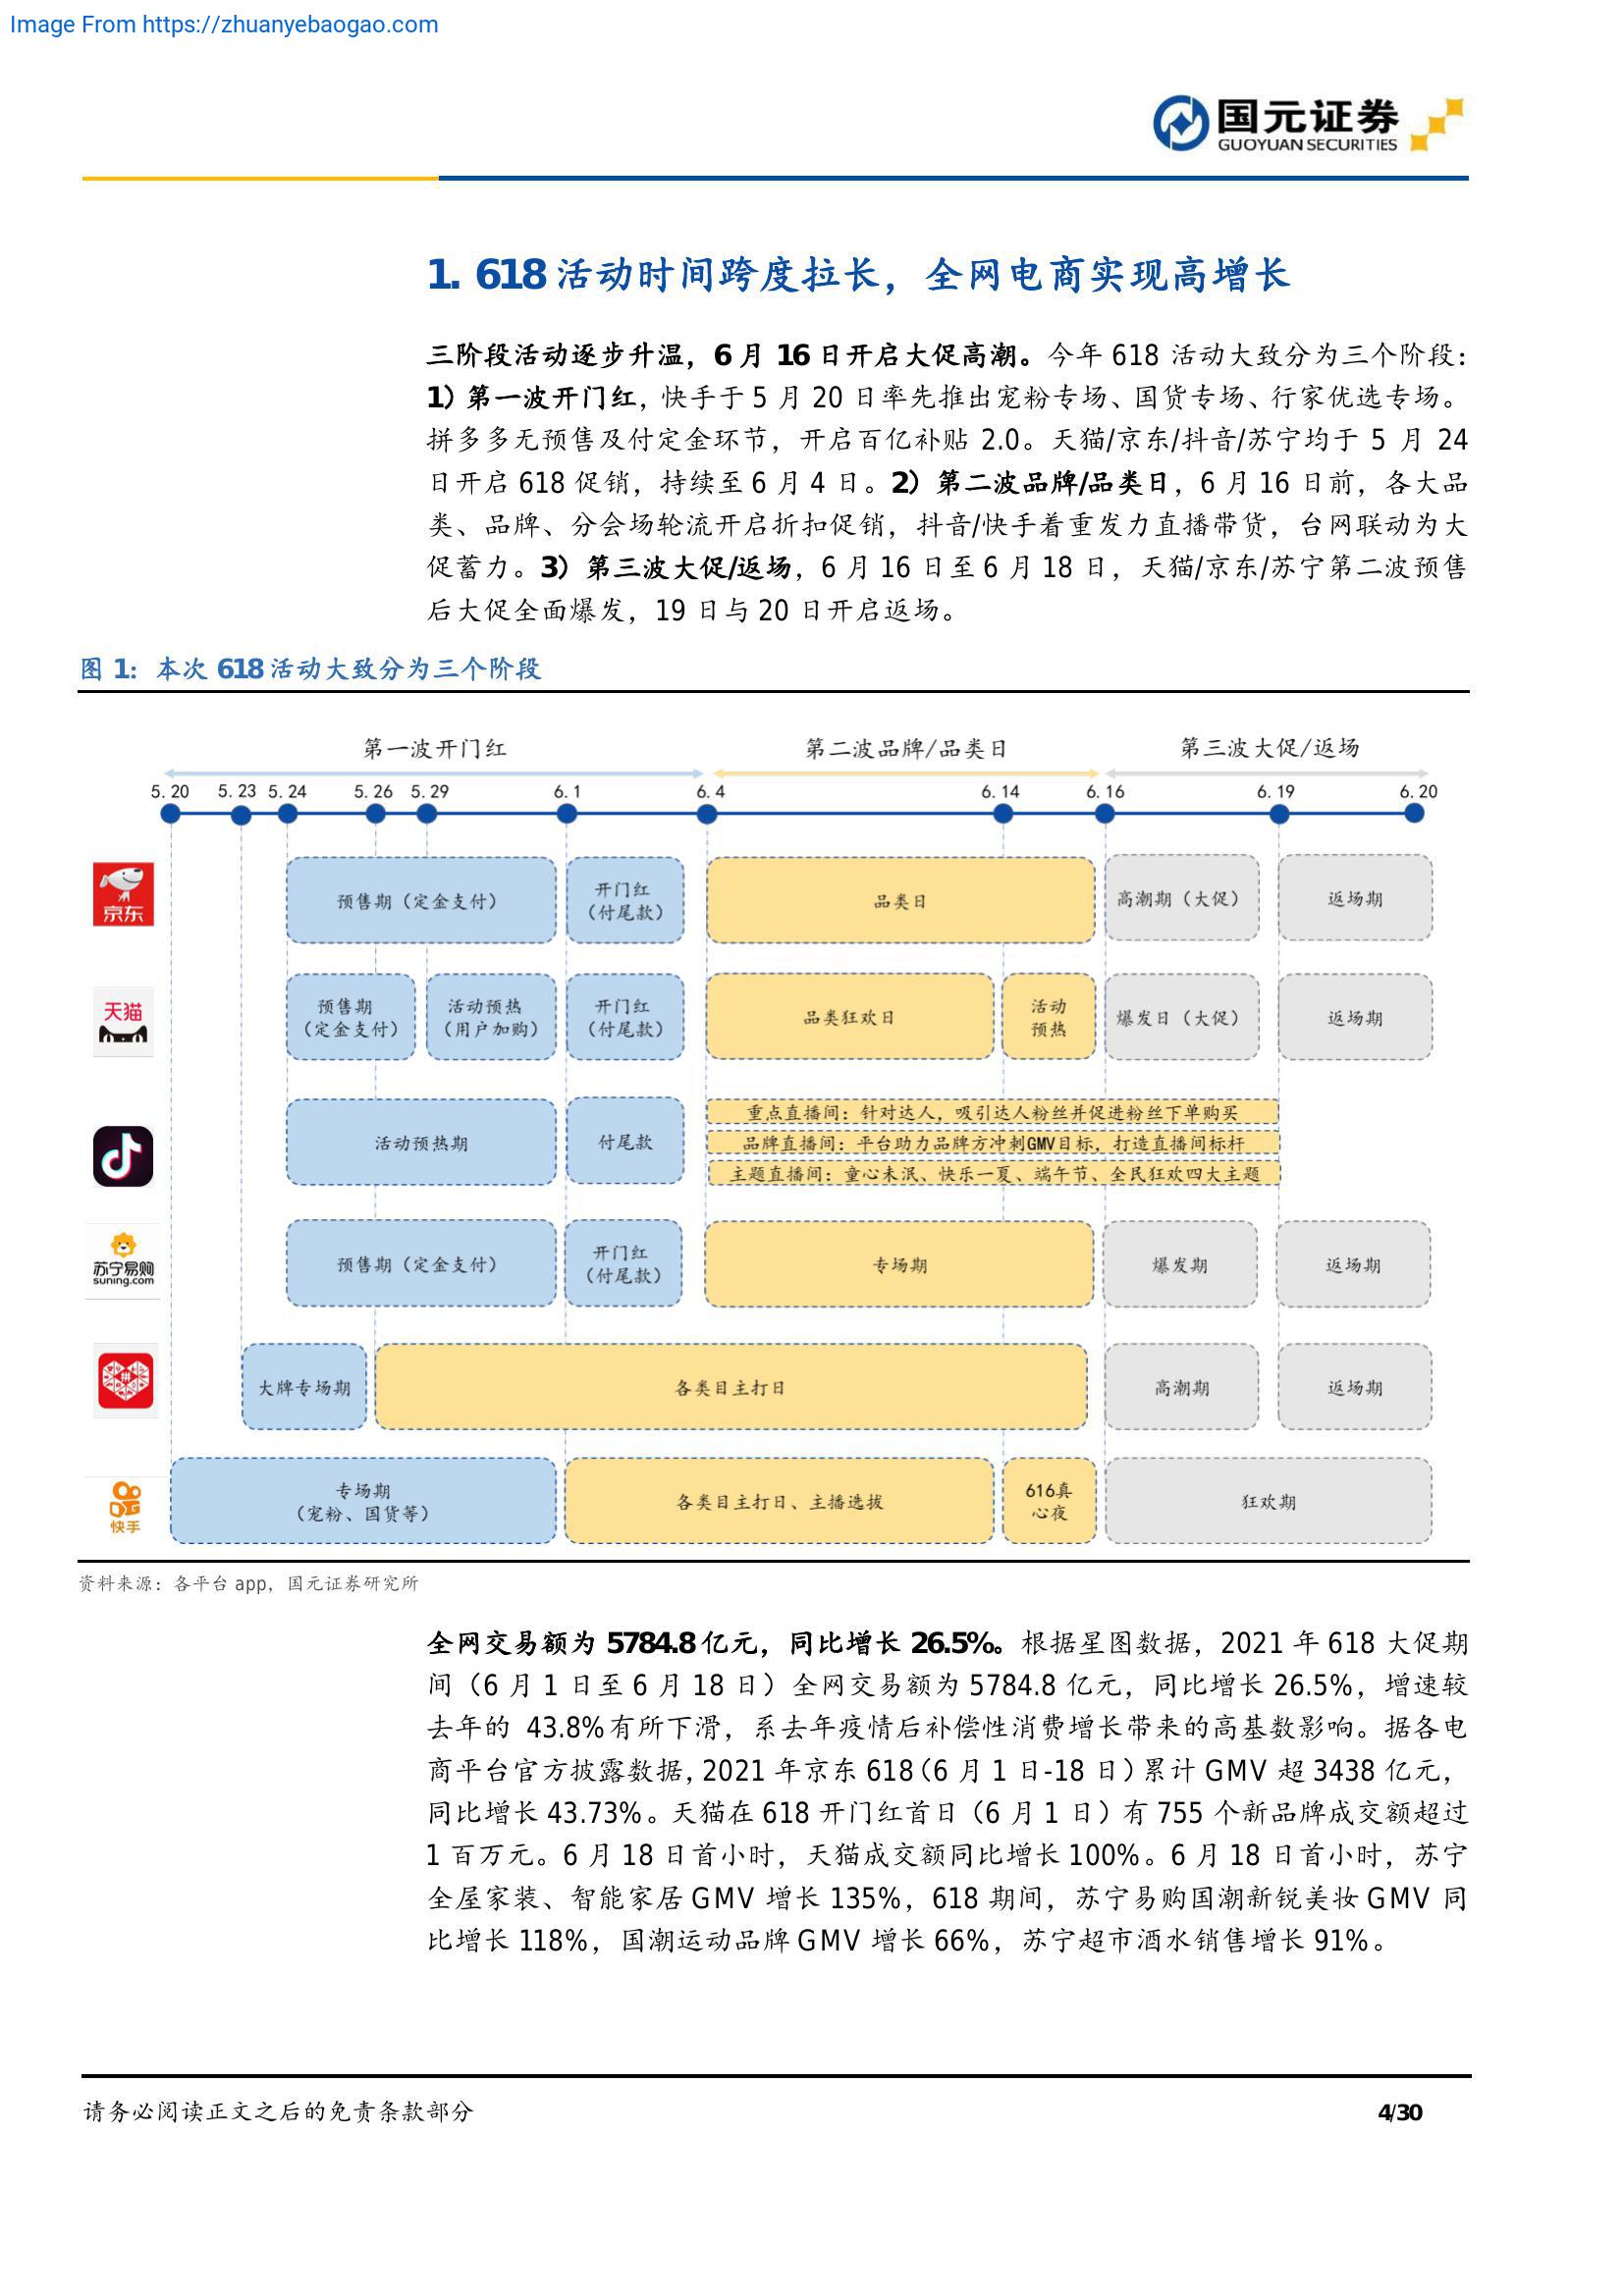 Image From https://zhuanyebaogao.com
国元证券
GUOYUAN SECURITIES
1. 618 活动时间跨度拉长，全网电商实现高增长
三阶段活动逐步升温，6 月 16 日开启大促高潮。今年 618 活动大致分为三个阶段：
1）第一波开门红，快手于 5 月 20 日率先推出宠粉专场、国货专场、行家优选专场。
拼多多无预售及付定金环节，开启百亿补贴 2.0。天猫/京东/抖音/苏宁均于 5 月 24
日开启 618 促销，持续至 6 月 4 日。2）第二波品牌/品类日，6 月 16 日前，各大品
类、品牌、分会场轮流开启折扣促销，抖音/快手着重发力直播带货，台网联动为大
促蓄力。3）第三波大促/返场，6 月 16 日至 6 月 18 日，天猫/京东/苏宁第二波预售
后大促全面爆发，19 日与 20 日开启返场。
图 1：本次 618 活动大致分为三个阶段
第一波开门红 第二波品牌/品类日 第三波大促/返场
5.20 5.23 5.24 5.26 5.29 6.1 6.4 6.14 6.16 6.19 6.20
京东
预售期（定金支付）
开门红
（付尾款）
品类日
高潮期（大促）
返场期
天猫
预售期
（定金支付）
活动预热
（用户加购）
开门红
（付尾款）
品类狂欢日
活动
预热
爆发日（大促）
返场期
活动预热期
付尾款
重点直播间：针对达人，吸引达人粉丝并促进粉丝下单购买
品牌直播间：平台助力品牌方冲刺GMV目标，打造直播间标杆
主题直播间：童心未泯、快乐一夏、端午节、全民狂欢四大主题
苏宁易购
suning.com
预售期（定金支付）
开门红
（付尾款）
专场期
爆发期
返场期
拼
大牌专场期
各类目主打日
高潮期
返场期
快手
专场期
（宠粉、国货等）
各类目主打日、主播选拔
616真
心夜
狂欢期
资料来源：各平台 app，国元证券研究所
全网交易额为 5784.8 亿元，同比增长 26.5%。根据星图数据，2021 年 618 大促期
间（6 月 1 日至 6 月 18 日）全网交易额为 5784.8 亿元，同比增长 26.5%，增速较
去年的 43.8%有所下滑，系去年疫情后补偿性消费增长带来的高基数影响。据各电
商平台官方披露数据，2021 年京东 618（6 月 1 日-18 日）累计 GMV 超 3438 亿元，
同比增长 43.73%。天猫在 618 开门红首日（6 月 1 日）有 755 个新品牌成交额超过
1 百万元。6 月 18 日首小时，天猫成交额同比增长 100%。6 月 18 日首小时，苏宁
全屋家装、智能家居 GMV 增长 135%，618 期间，苏宁易购国潮新锐美妆 GMV 同
比增长 118%，国潮运动品牌 GMV 增长 66%，苏宁超市酒水销售增长 91%。
请务必阅读正文之后的免责条款部分
4/30